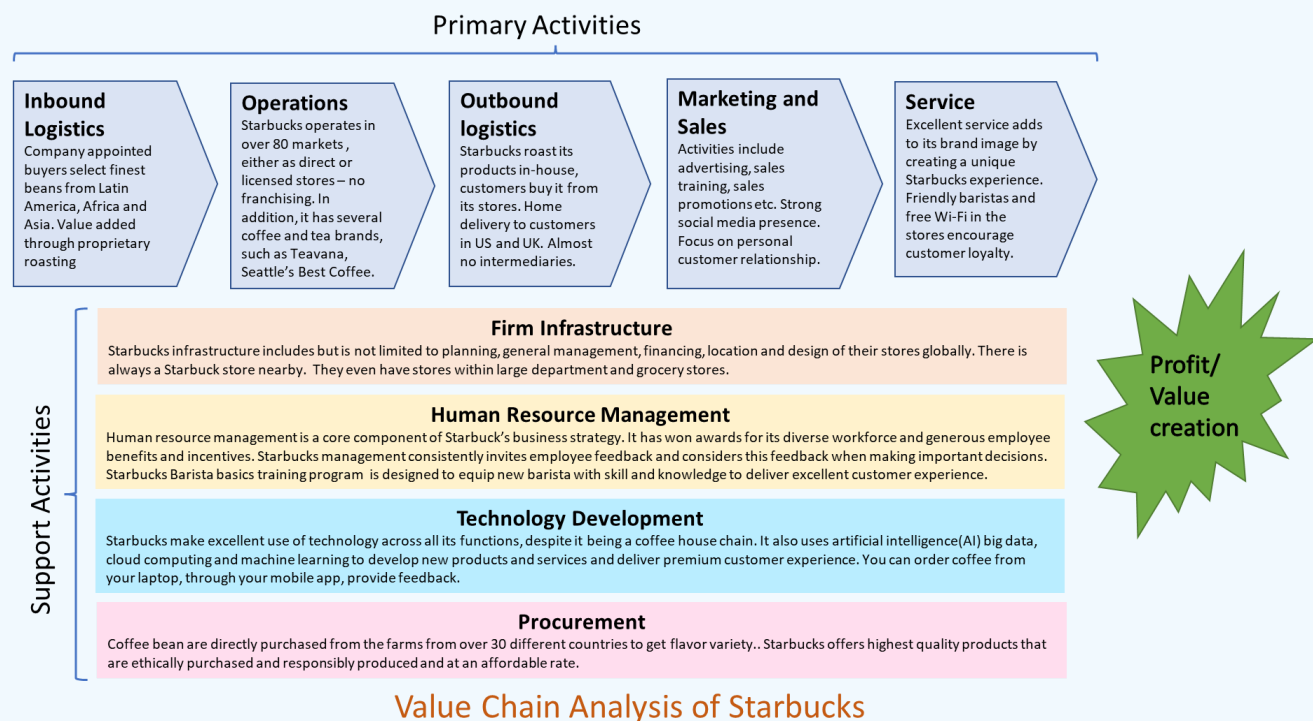 Primary Activities
Inbound
Logistics
Company appointed
buyers select finest
beans from Latin
America, Africa and
Asia. Value added
through proprietary
roasting
Operations
Starbucks operates in
over 80 markets ,
either as direct or
licensed stores – no
franchising. In
addition, it has several
coffee and tea brands,
such as Teavana,
Seattle's Best Coffee.
Outbound
logistics
Starbucks roast its
products in-house,
customers buy it from
its stores. Home
delivery to customers
in US and UK. Almost
no intermediaries.
Marketing and
Sales
Activities include
advertising, sales
training, sales
promotions etc. Strong
social media presence.
Focus on personal
customer relationship.
Service
Excellent service adds
to its brand image by
creating a unique
Starbucks experience.
Friendly baristas and
free Wi-Fi in the
stores encourage
customer loyalty.
Support Activities
Firm Infrastructure
Starbucks infrastructure includes but is not limited to planning, general management, financing, location and design of their stores globally. There is
always a Starbuck store nearby. They even have stores within large department and grocery stores.
Human Resource Management
Human resource management is a core component of Starbuck's business strategy. It has won awards for its diverse workforce and generous employee
benefits and incentives. Starbucks management consistently invites employee feedback and considers this feedback when making important decisions.
Starbucks Barista basics training program is designed to equip new barista with skill and knowledge to deliver excellent customer experience.
Technology Development
Starbucks make excellent use of technology across all its functions, despite it being a coffee house chain. It also uses artificial intelligence(AI) big data,
cloud computing and machine learning to develop new products and services and deliver premium customer experience. You can order coffee from
your laptop, through your mobile app, provide feedback.
Procurement
Coffee bean are directly purchased from the farms from over 30 different countries to get flavor variety.. Starbucks offers highest quality products that
are ethically purchased and responsibly produced and at an affordable rate.
Profit/
Value
creation
Value Chain Analysis of Starbucks